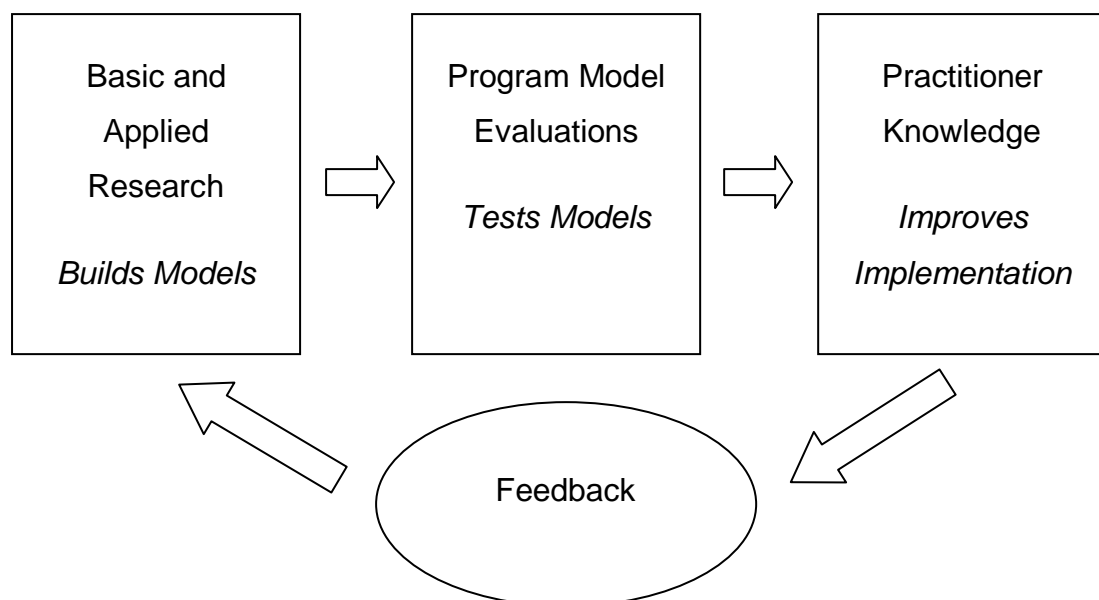 Basic and
Applied
Research
Builds Models
Program Model
Evaluations
Tests Models
Practitioner
Knowledge
Improves
Implementation
Feedback